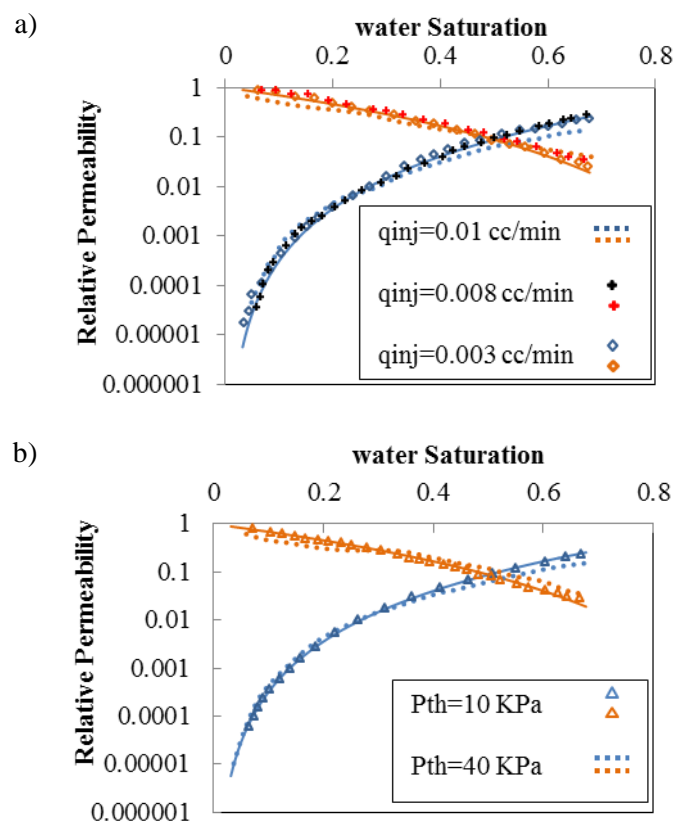 a)
water Saturation
0 0.2 0.4 0.6 0.8
1
0.1
0.01
0.001
0.0001
0.00001
0.000001
Relative Permeability
qinj=0.01 cc/min
qinj=0.008 cc/min
qinj=0.003 cc/min
b)
water Saturation
0 0.2 0.4 0.6 0.8
1
0.1
0.01
0.001
0.0001
0.00001
0.000001
Relative Permeability
Pth=10 KPa
Pth=40 KPa